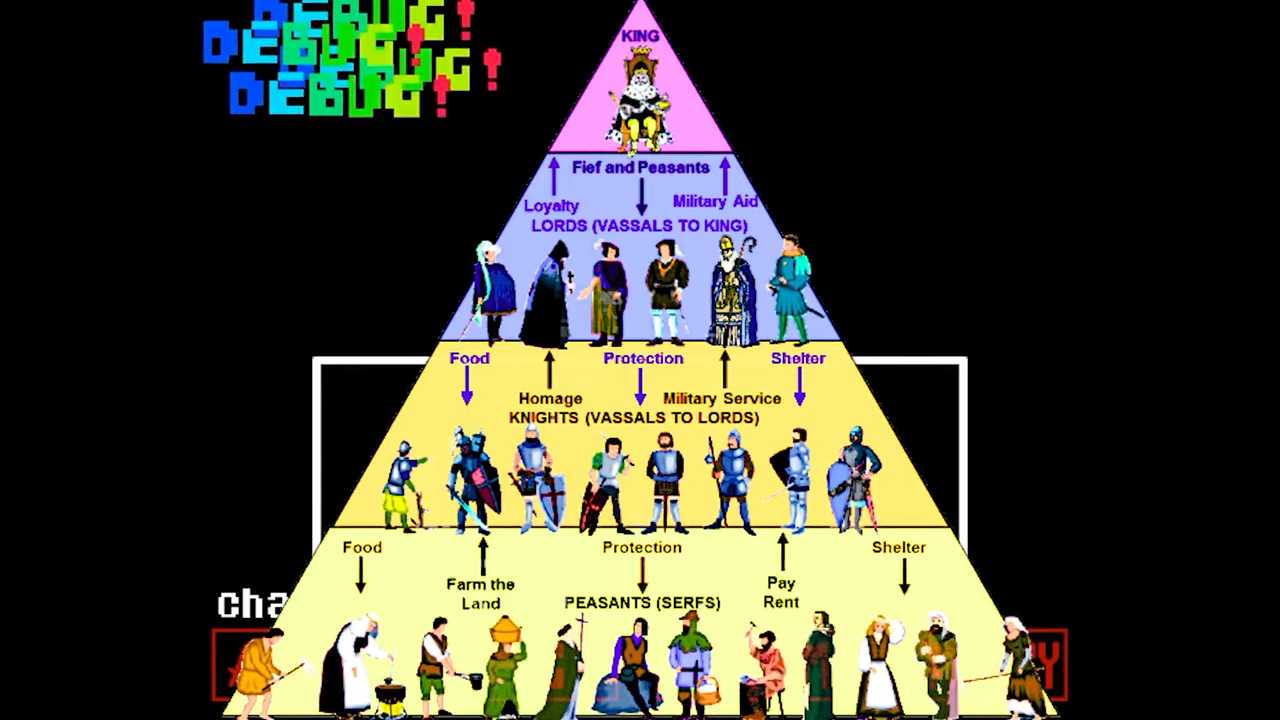 DEBUG!
DEBUG!
DEBUG!
KING
Fief and Peasants
Loyalty
Military Aid
LORDS (VASSALS TO KING)
Food Protection Shelter
Homage Military Service
KNIGHTS (VASSALS TO LORDS)
Food Protection Shelter
Farm the
Land
Pay
Rent
PEASANTS (SERFS)
cha
Y